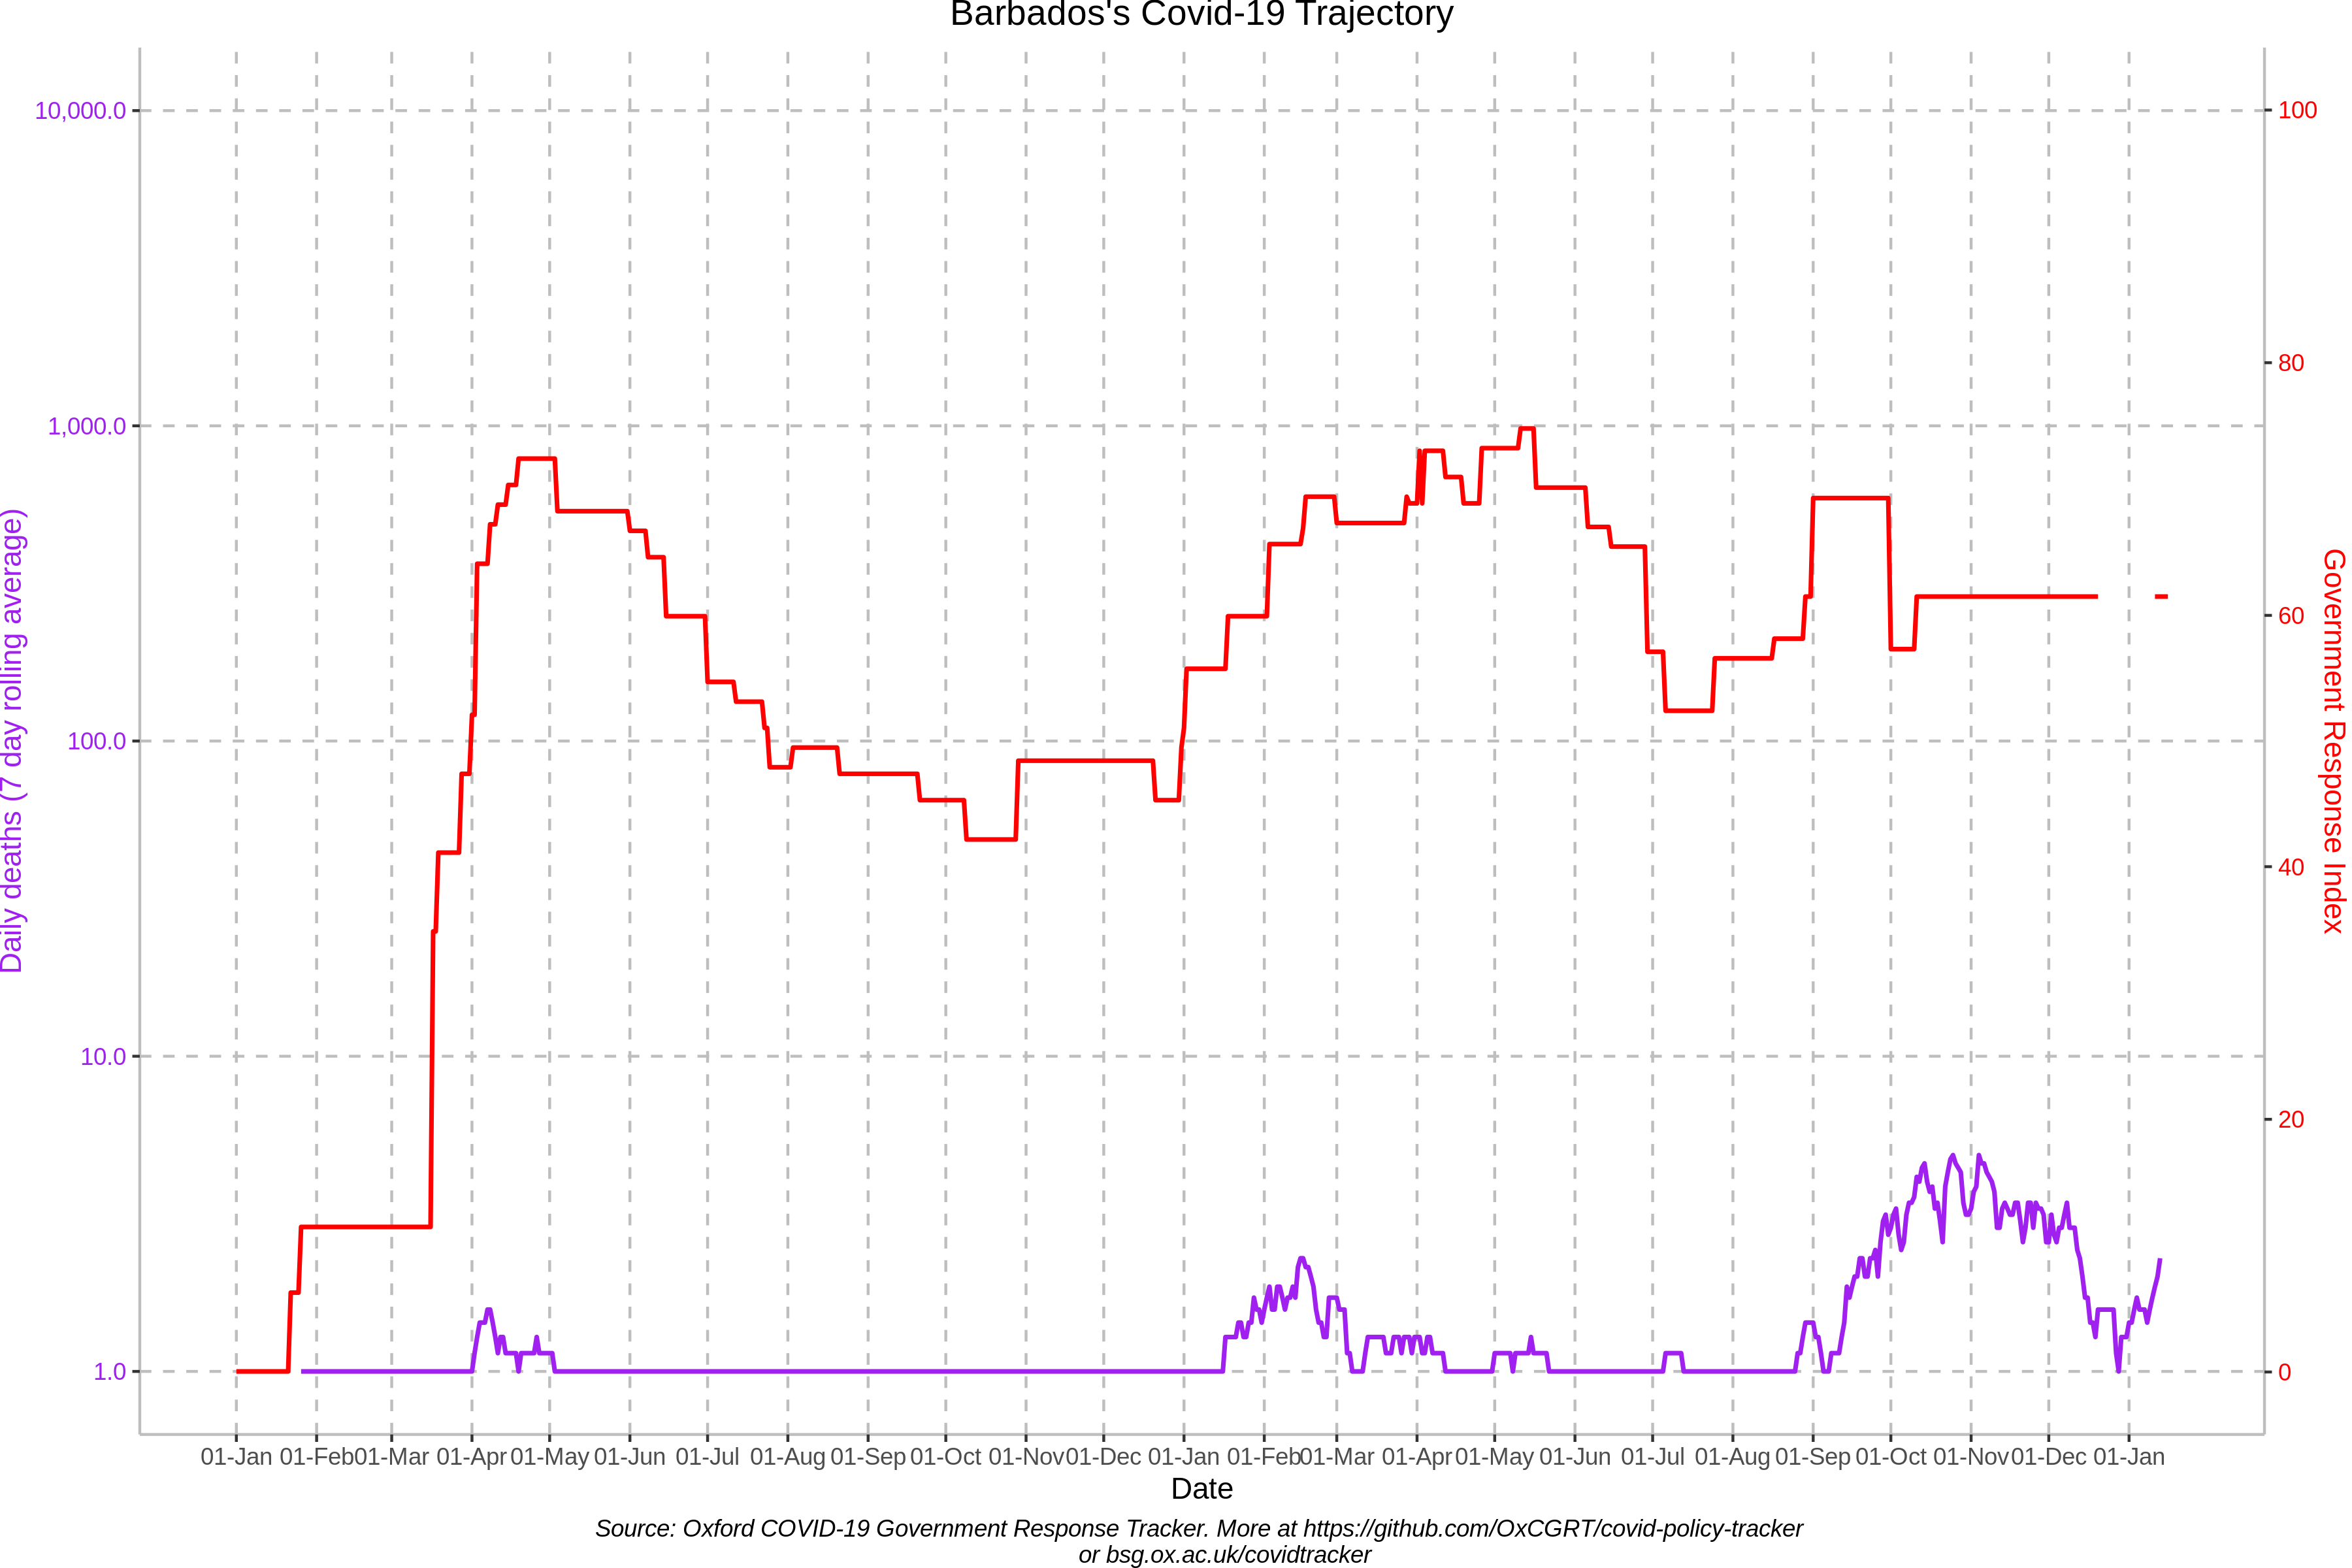 Barbados's Covid-19 Trajectory
10,000.0
1,000.0
100.0
10.0
1.0
Daily deaths (7 day rolling average)
100
80
60
40
20
0
Government Response Index
01-Jan 01-Feb 01-Mar 01-Apr 01-May 01-Jun 01-Jul 01-Aug 01-Sep 01-Oct 01-Nov 01-Dec 01-Jan 01-Feb 01-Mar 01-Apr 01-May 01-Jun 01-Jul 01-Aug 01-Sep 01-Oct 01-Nov 01-Dec 01-Jan
Date
Source: Oxford COVID-19 Government Response Tracker. More at https://github.com/OxCGRT/covid-policy-tracker
or bsg.ox.ac.uk/covidtracker